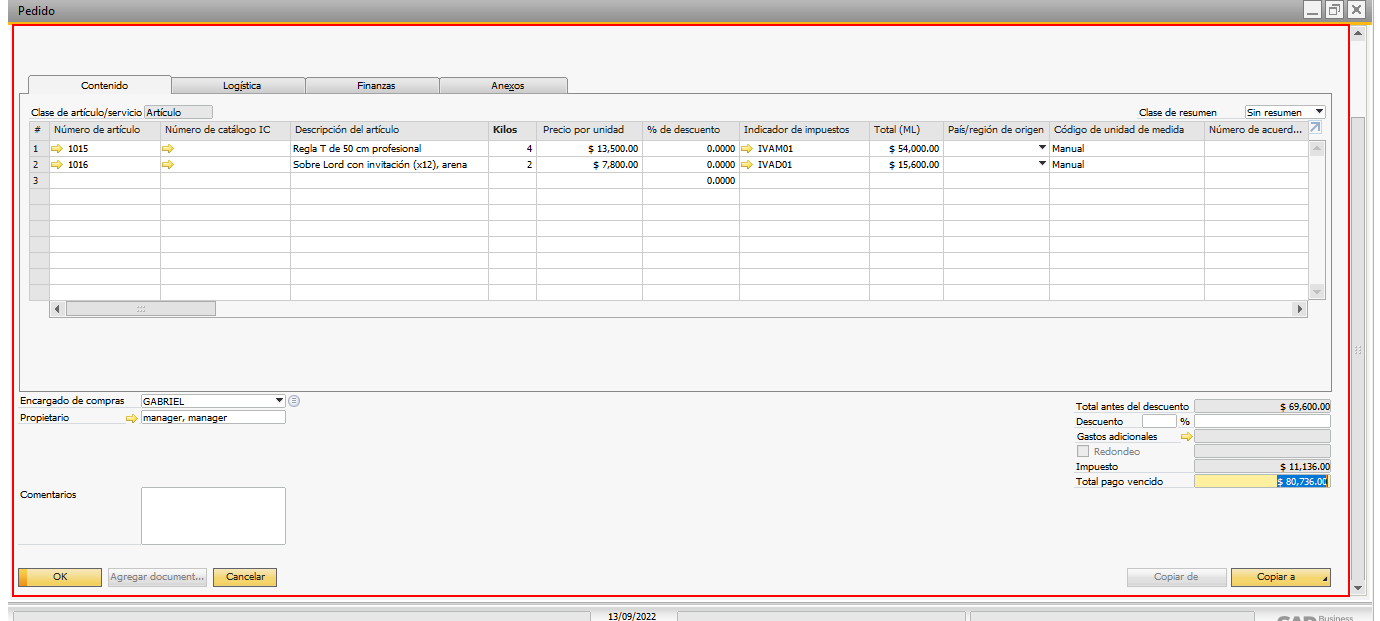 Pedido
Contenido Logística Finanzas Anexos
Clase de artículo/servicio Artículo Clase de resumen Sin resumen
# Número de artículo Número de catálogo IC Descripción del artículo Kilos Precio por unidad % de descuento Indicador de impuestos Total (ML) País/región de origen Código de unidad de medida Número de acuerd...
1 1015 Regla T de 50 cm profesional 4 $ 13,500.00 0.0000 IVAM01 $ 54,000.00 Manual
2 1016 Sobre Lord con invitación (x12), arena 2 $ 7,800.00 0.0000 IVAD01 $ 15,600.00 Manual
3 0.0000
Encargado de compras GABRIEL
Propietario manager, manager
Total antes del descuento $ 69,600.00
Descuento %
Gastos adicionales
Redondeo
Impuesto $ 11,136.00
Total pago vencido $ 80,736.00
Comentarios
OK Agregar document... Cancelar Copiar de Copiar a
13/09/2022
SAP Business